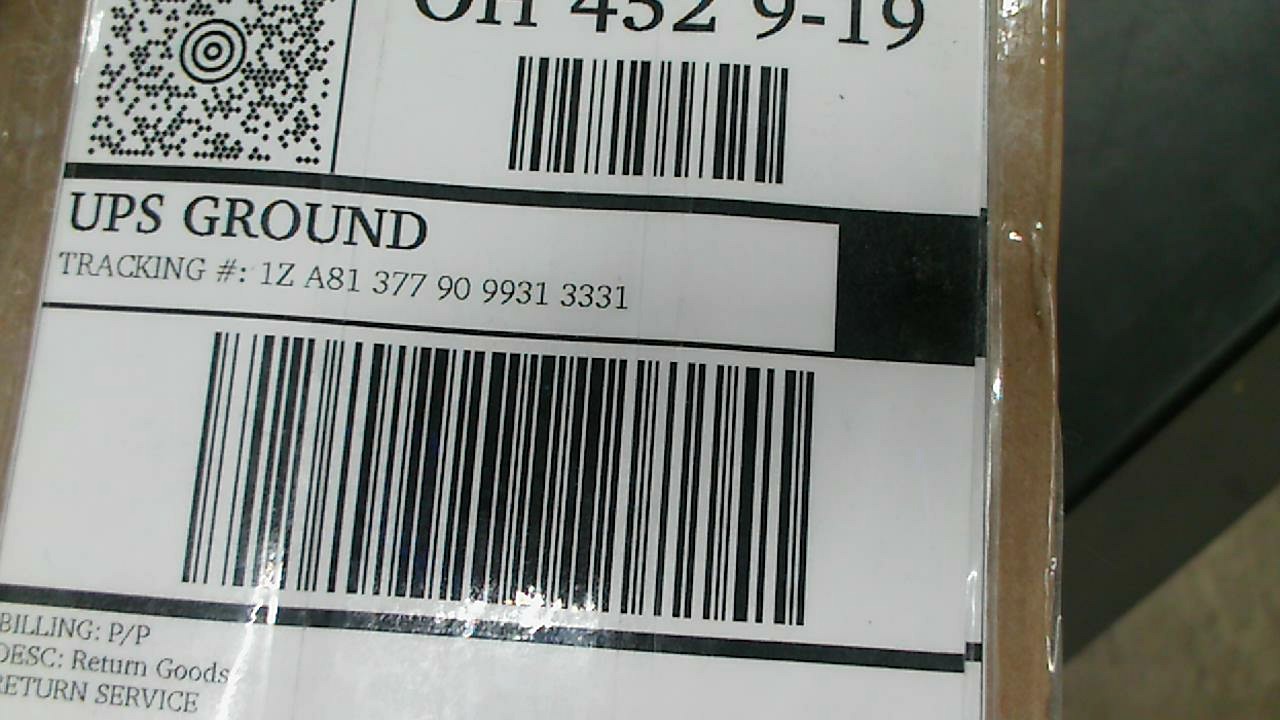 OH 452 9-19
UPS GROUND
TRACKING #: 1Z A81 377 90 9931 3331
BILLING: P/P
DESC: Return Goods
RETURN SERVICE